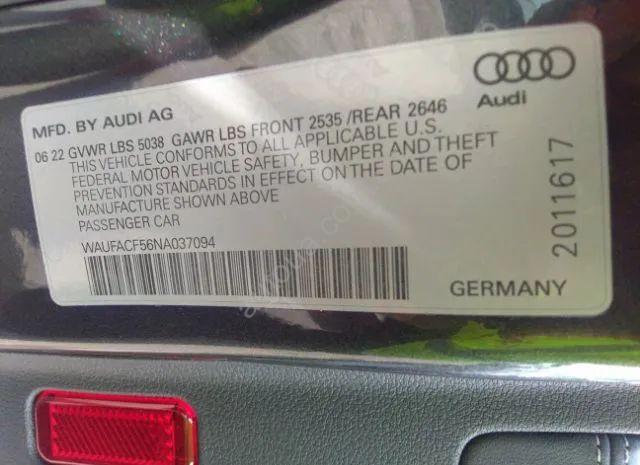 MFD. BY AUDI AG
06 22 GVWR LBS 5038 GAWR LBS FRONT 2535 /REAR 2646
THIS VEHICLE CONFORMS TO ALL APPLICABLE U.S.
FEDERAL MOTOR VEHICLE SAFETY, BUMPER AND THEFT
PREVENTION STANDARDS IN EFFECT ON THE DATE OF
MANUFACTURE SHOWN ABOVE
PASSENGER CAR
WAUFACF56NA037094
Audi
2011617
GERMANY